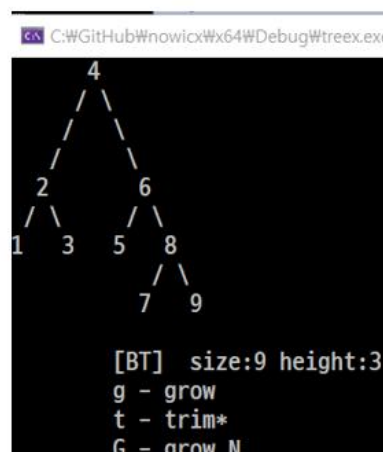 C:₩GitHub₩nowicx₩x64₩Debug₩treex.exe
4
/ \
/ \
/ \
/ \
2 6
/ \ / \
1 3 5 8
/ \
7 9
[BT] size:9 height:3
g - grow
t - trim*
G - grow N